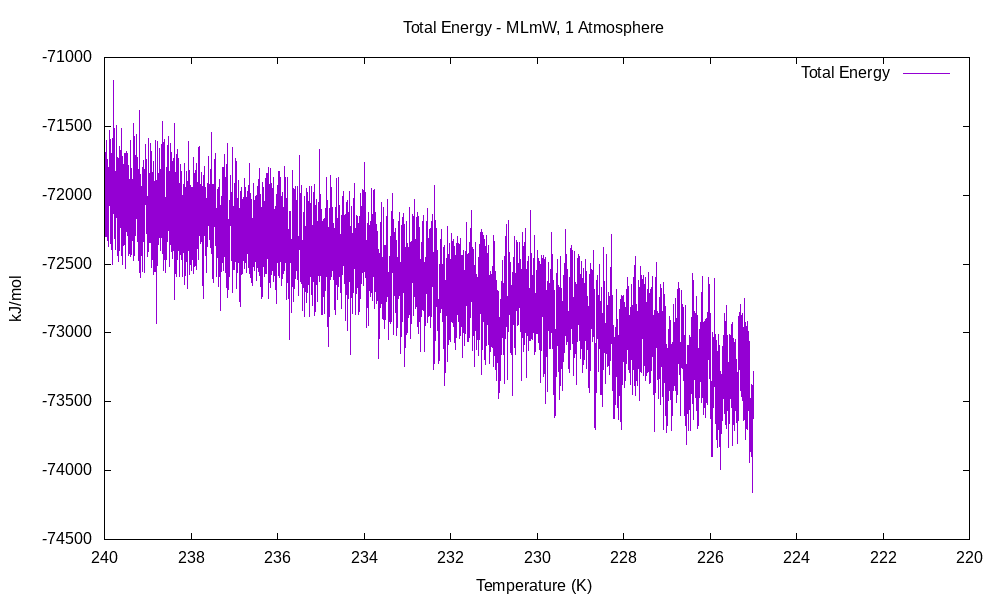 Total Energy - MLmW, 1 Atmosphere
Total Energy
kJ/mol
-71000
-71500
-72000
-72500
-73000
-73500
-74000
-74500
240 238 236 234 232 230 228 226 224 222 220
Temperature (K)